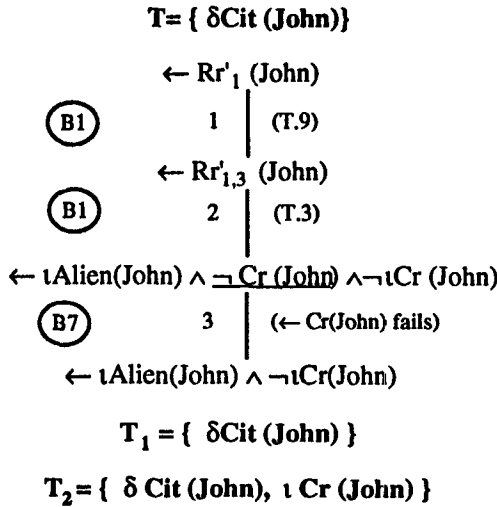 T= { δCit (John)}
← Rr'₁ (John)
B1 1 (T.9)
← Rr'₁,₃ (John)
B1 2 (T.3)
← ιAlien(John) ∧ ¬ Cr (John) ∧¬ ιCr (John)
B7 3 (← Cr(John) fails)
← ιAlien(John) ∧ ¬ιCr(John)
T₁ = { δCit (John) }
T₂ = { δ Cit (John), ι Cr (John) }